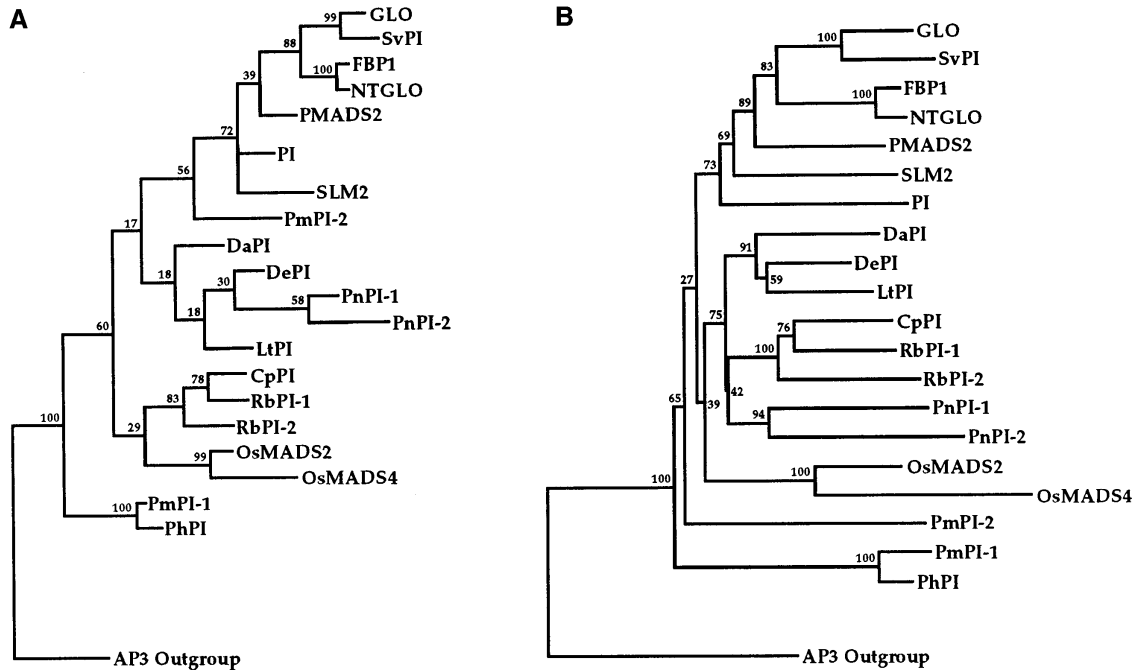 A
99
GLO
SvPI
88
100
FBP1
NTGLO
39
PMADS2
72
PI
56
SLM2
PmPI-2
17
DaPI
18
DePI
30
PnPI-1
58
PnPI-2
18
LtPI
60
CpPI
78
RbPI-1
83
RbPI-2
29
OsMADS2
99
OsMADS4
100
PmPI-1
100
PhPI
AP3 Outgroup
B
GLO
100
SvPI
83
FBP1
100
NTGLO
89
PMADS2
69
SLM2
73
PI
DaPI
91
DePI
59
LtPI
27
75
CpPI
76
RbPI-1
100
RbPI-2
42
39
PnPI-1
94
PnPI-2
65
OsMADS2
100
OsMADS4
100
PmPI-2
PmPI-1
100
PhPI
AP3 Outgroup